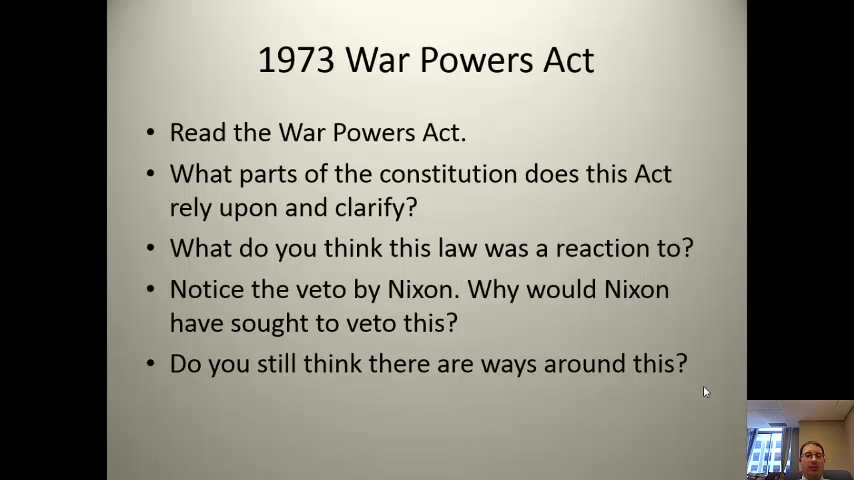 1973 War Powers Act
• Read the War Powers Act.
• What parts of the constitution does this Act
rely upon and clarify?
• What do you think this law was a reaction to?
• Notice the veto by Nixon. Why would Nixon
have sought to veto this?
• Do you still think there are ways around this?